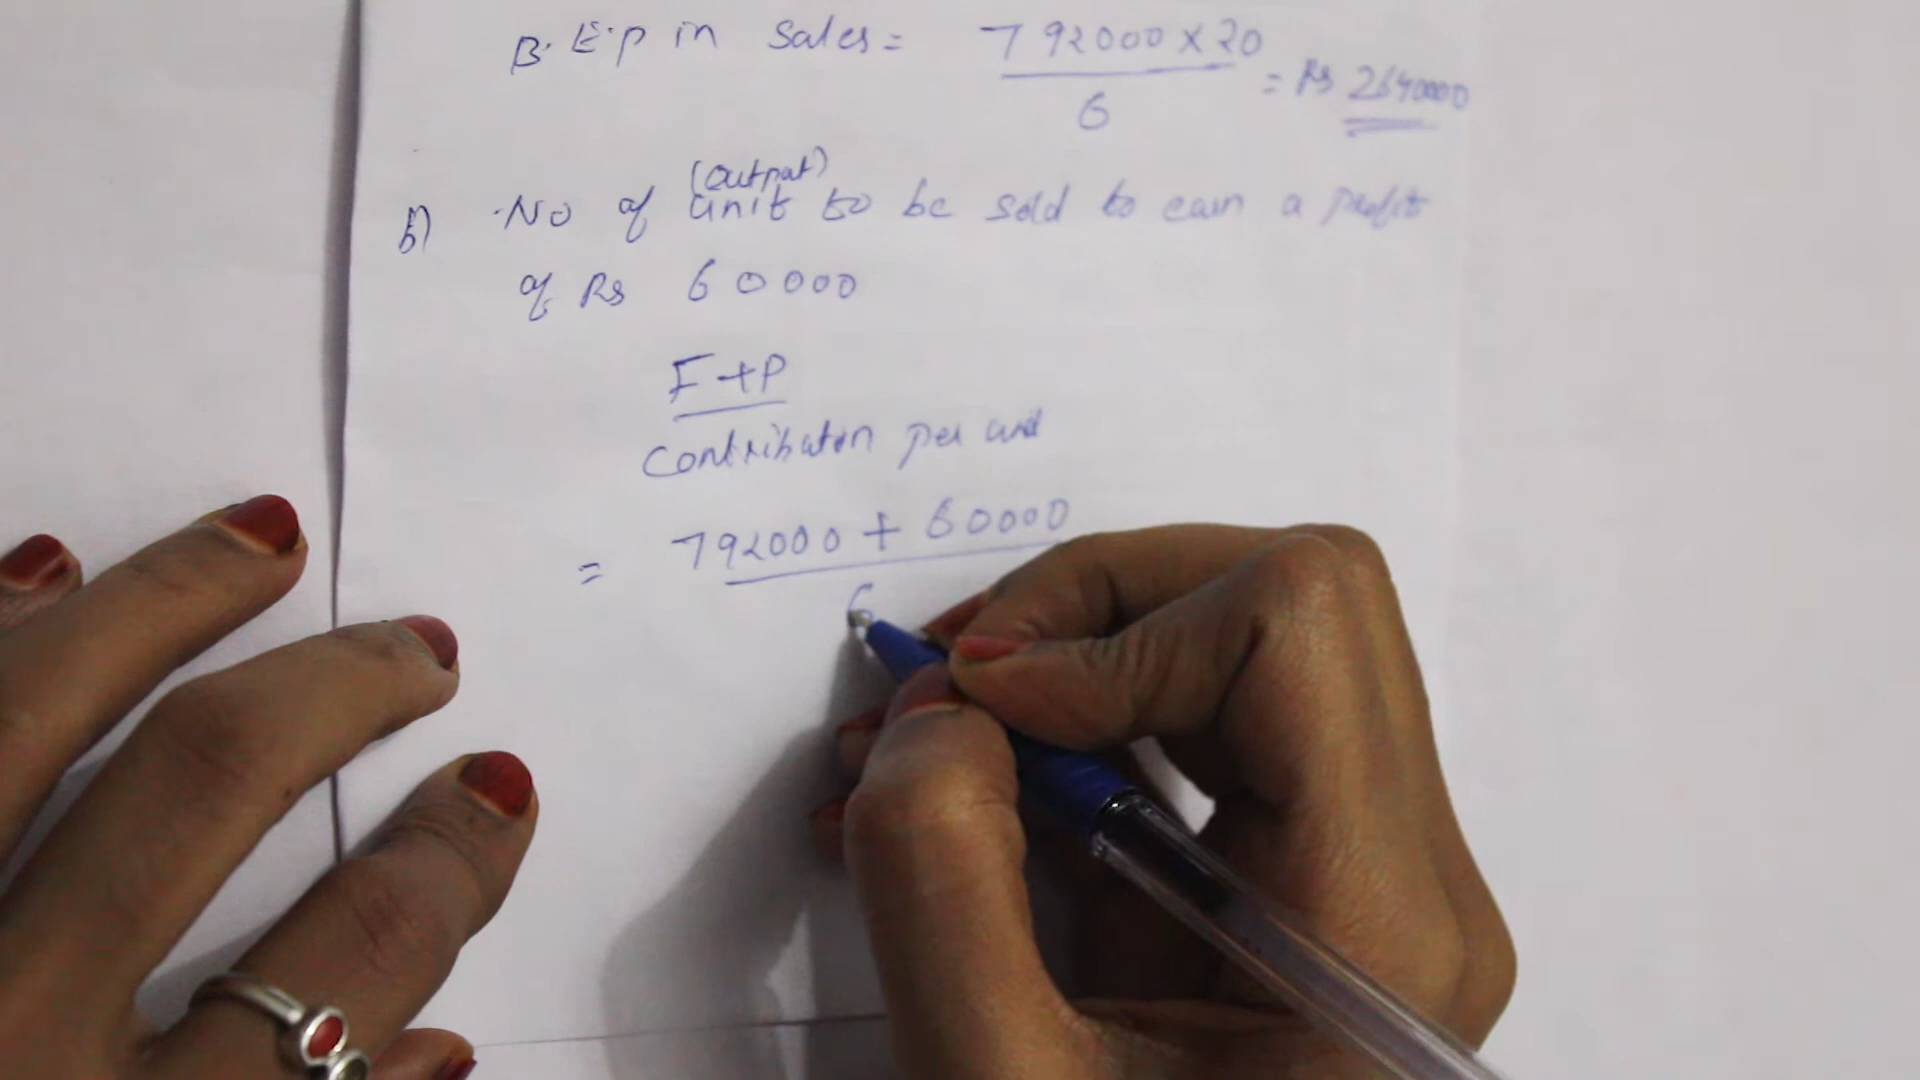 B.E.P in Sales = 792000 × 20 / 6 = Rs 2640000
b) No of unit (output) to be sold to earn a profit
of Rs 60000
F+P
Contribution per unit
= 792000 + 60000
6